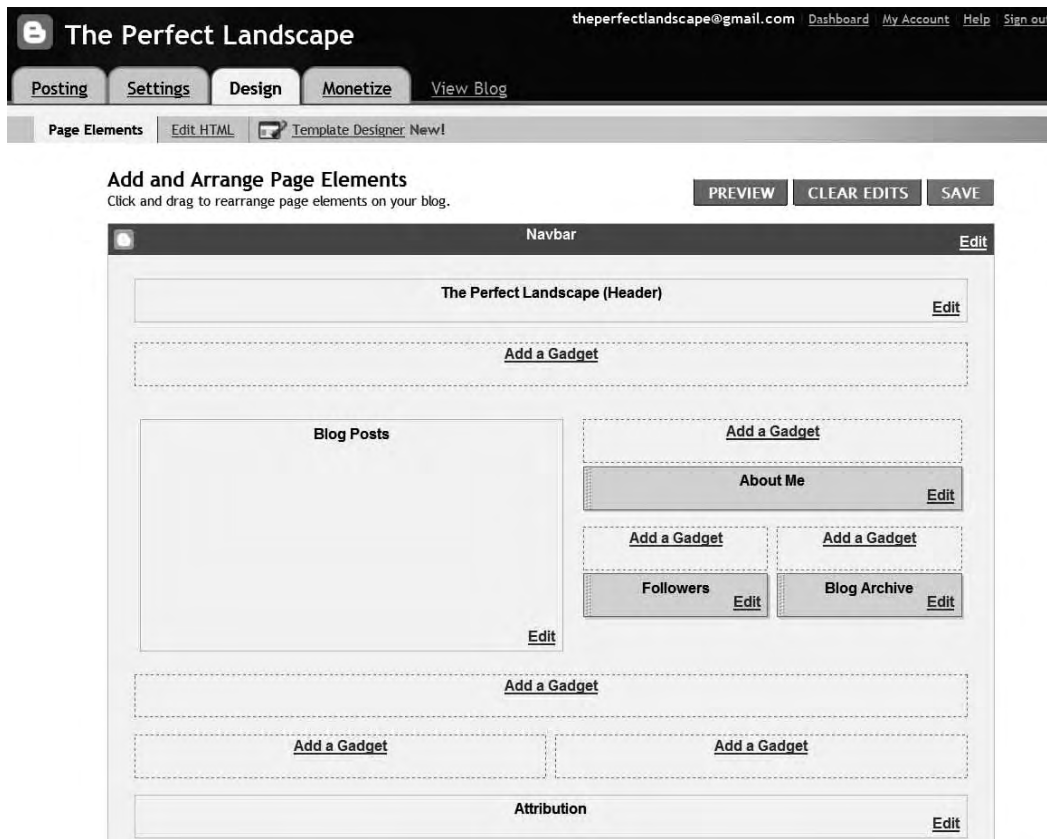 theperfectlandscape@gmail.com Dashboard My Account Help Sign out
The Perfect Landscape
Posting Settings Design Monetize View Blog
Page Elements Edit HTML Template Designer New!
Add and Arrange Page Elements
Click and drag to rearrange page elements on your blog.
PREVIEW CLEAR EDITS SAVE
Navbar
Edit
The Perfect Landscape (Header)
Edit
Add a Gadget
Blog Posts
Edit
Add a Gadget
About Me
Edit
Add a Gadget Add a Gadget
Followers
Edit
Blog Archive
Edit
Add a Gadget
Add a Gadget Add a Gadget
Attribution
Edit